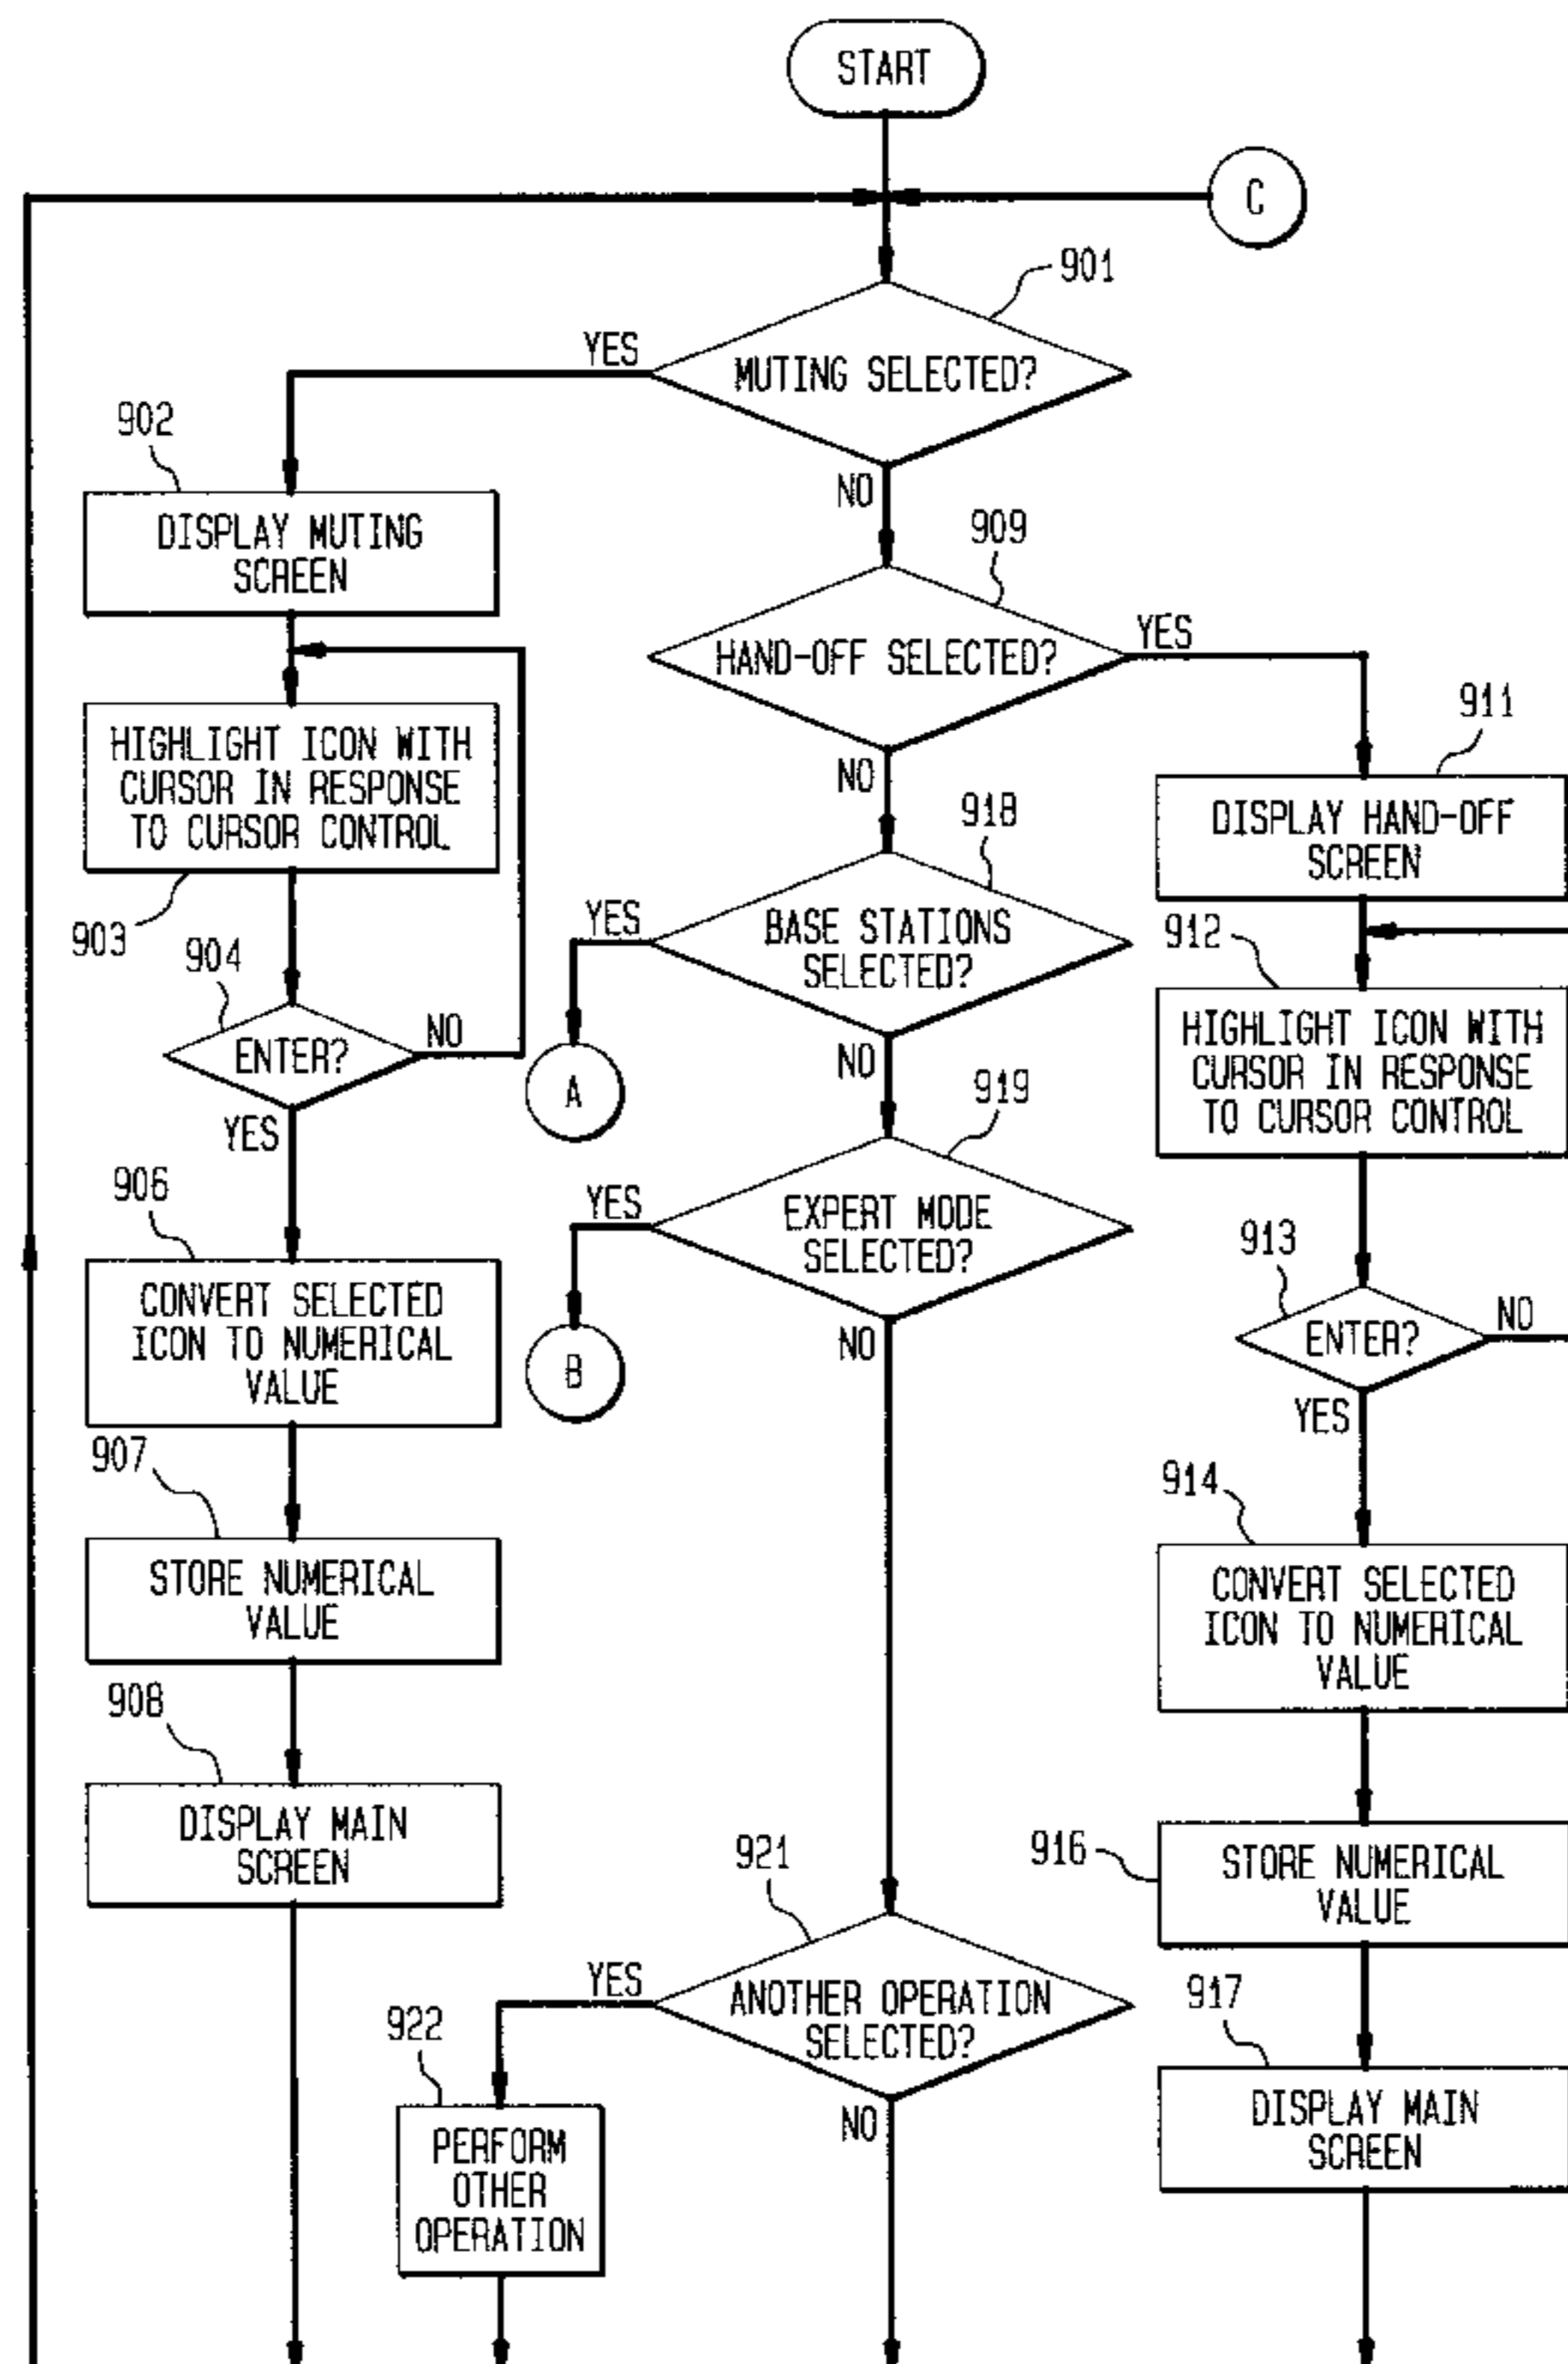 START
C
901
MUTING SELECTED?
YES
NO
902
DISPLAY MUTING
SCREEN
909
HAND-OFF SELECTED?
YES
NO
HIGHLIGHT ICON WITH
CURSOR IN RESPONSE
TO CURSOR CONTROL
903
904
ENTER?
NO
YES
911
DISPLAY HAND-OFF
SCREEN
918
BASE STATIONS
SELECTED?
YES
NO
A
912
HIGHLIGHT ICON WITH
CURSOR IN RESPONSE
TO CURSOR CONTROL
919
EXPERT MODE
SELECTED?
YES
NO
B
906
CONVERT SELECTED
ICON TO NUMERICAL
VALUE
913
ENTER?
NO
YES
907
STORE NUMERICAL
VALUE
914
CONVERT SELECTED
ICON TO NUMERICAL
VALUE
908
DISPLAY MAIN
SCREEN
921
ANOTHER OPERATION
SELECTED?
YES
NO
916
STORE NUMERICAL
VALUE
922
PERFORM
OTHER
OPERATION
917
DISPLAY MAIN
SCREEN